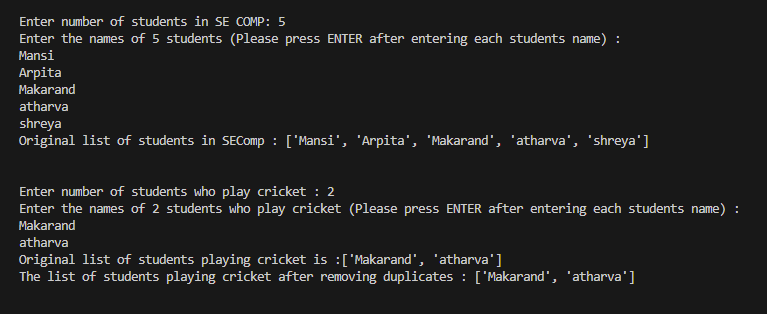 Enter number of students in SE COMP: 5
Enter the names of 5 students (Please press ENTER after entering each students name) :
Mansi
Arpita
Makarand
atharva
shreya
Original list of students in SEComp : ['Mansi', 'Arpita', 'Makarand', 'atharva', 'shreya']
Enter number of students who play cricket : 2
Enter the names of 2 students who play cricket (Please press ENTER after entering each students name) :
Makarand
atharva
Original list of students playing cricket is :['Makarand', 'atharva']
The list of students playing cricket after removing duplicates : ['Makarand', 'atharva']